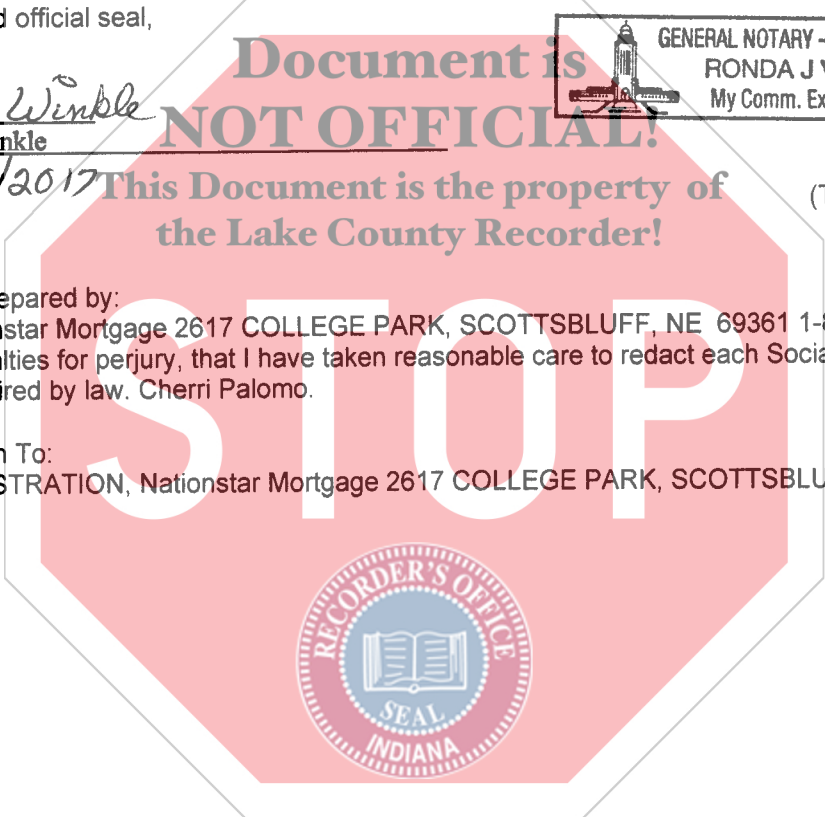 d official seal,
Document is
GENERAL NOTARY -
RONDA J
My Comm. Ex
Winkle
NOT OFFICIAL!
nkle
/2017
This Document is the property of
(T
the Lake County Recorder!
epared by:
nstar Mortgage 2617 COLLEGE PARK, SCOTTSBLUFF, NE 69361 1-8
lties for perjury, that I have taken reasonable care to redact each Socia
ired by law. Cherri Palomo.
STOP
n To:
STRATION, Nationstar Mortgage 2617 COLLEGE PARK, SCOTTSBLU
RECORDER'S OFFICE
SEAL
INDIANA